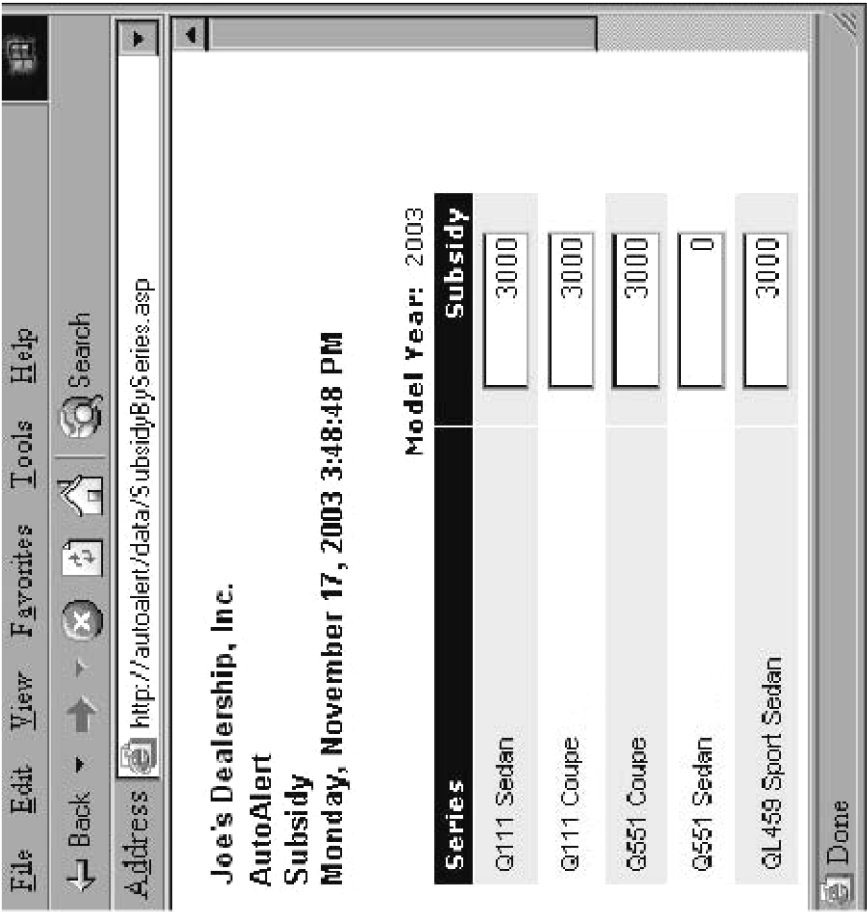 File Edit View Favorites Tools Help
Back Search
Address http://autoalert/data/SubsidyBySeries.asp
Joe's Dealership, Inc.
AutoAlert
Subsidy
Monday, November 17, 2003 3:48:48 PM
Model Year: 2003
Series Subsidy
Q111 Sedan 3000
Q111 Coupe 3000
Q551 Coupe 3000
Q551 Sedan 0
QL459 Sport Sedan 3000
Done